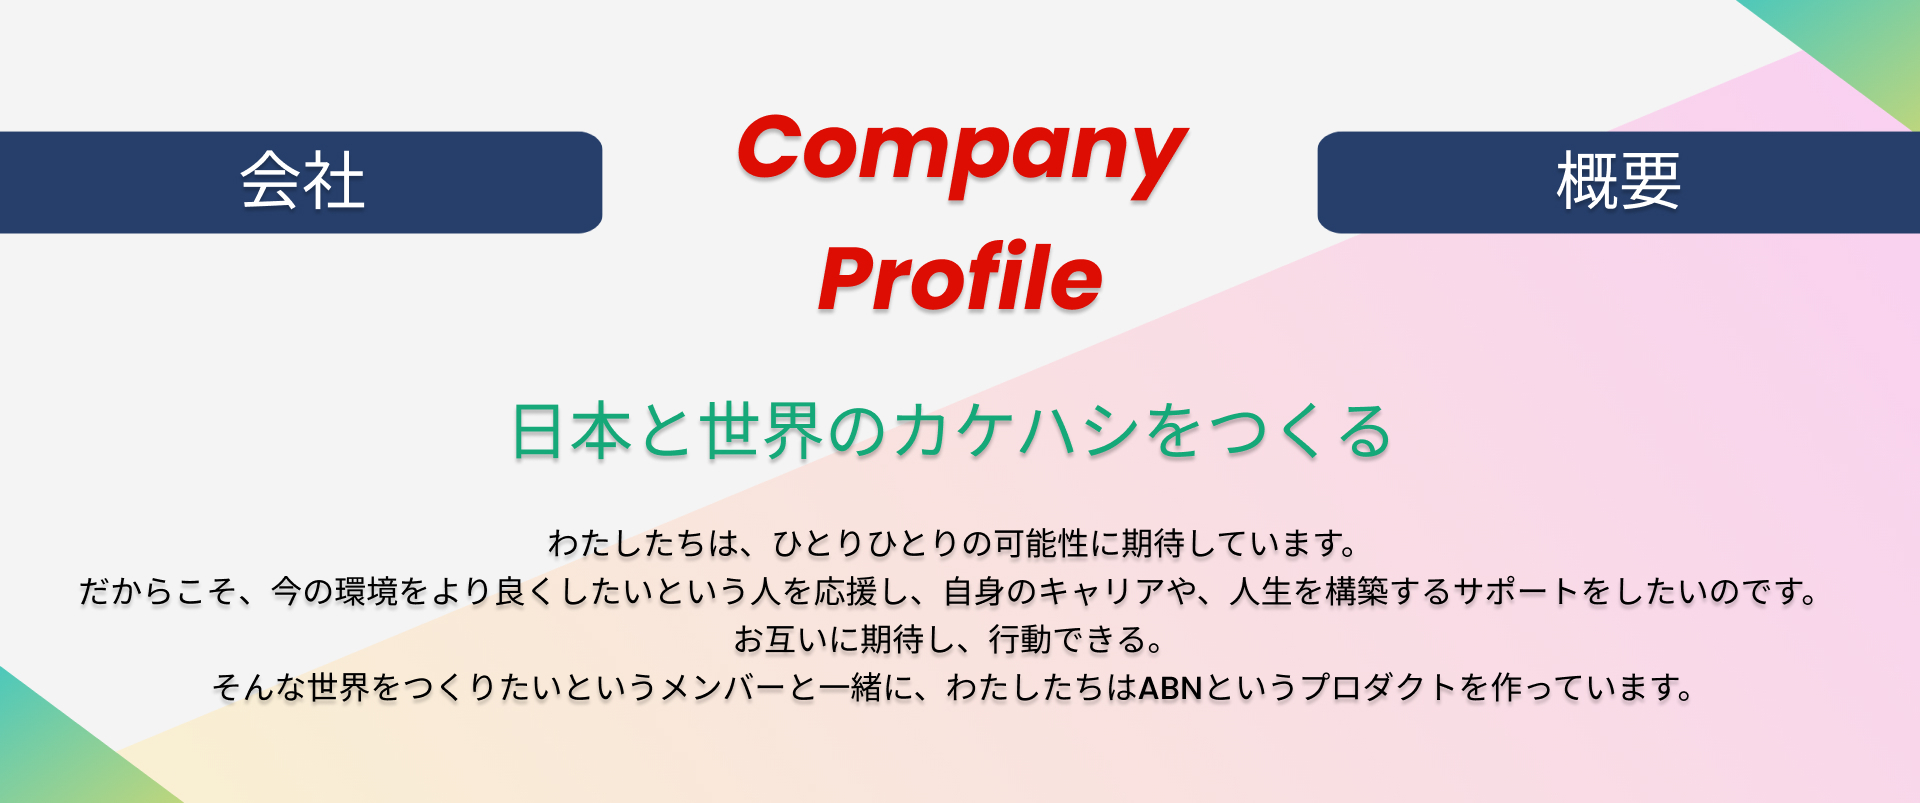 会社
Company
Profile
概要
日本と世界のカケハシをつくる
わたしたちは、ひとりひとりの可能性に期待しています。
だからこそ、今の環境をより良くしたいという人を応援し、自身のキャリアや、人生を構築するサポートをしたいのです。
お互いに期待し、行動できる。
そんな世界をつくりたいというメンバーと一緒に、わたしたちはABNというプロダクトを作っています。